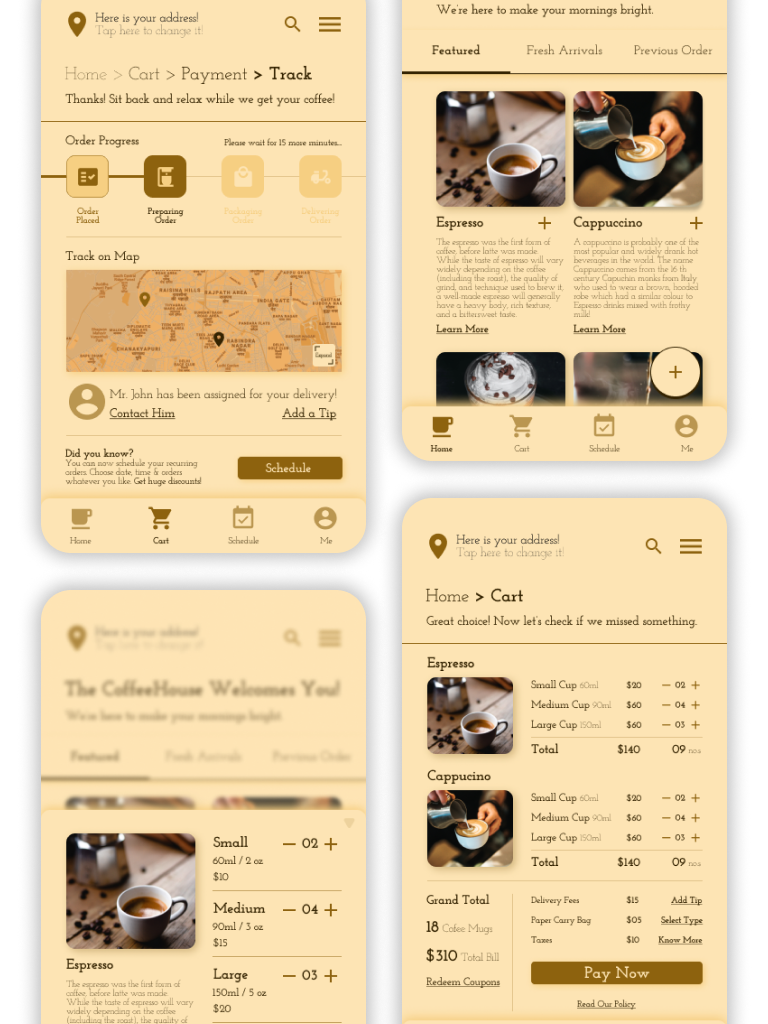 Here is your address!
Tap here to change it!
Home > Cart > Payment > Track
Thanks! Sit back and relax while we get your coffee!
Order Progress
Please wait for 15 more minutes...
Order
Placed
Preparing
Order
Packaging
Order
Delivering
Order
Track on Map
RAISINA HILLS
RAJPATH AREA
INDIA GATE
CHANAKYAPURI
Expand
Mr. John has been assigned for your delivery!
Contact Him
Add a Tip
Did you know?
You can now schedule your recurring
orders. Choose date, time & orders
whatever you like. Get huge discounts!
Schedule
Home
Cart
Schedule
Me
We're here to make your mornings bright.
Featured
Fresh Arrivals
Previous Order
Espresso
The espresso was the first form of
coffee, before latte was made.
While the taste of espresso will vary
widely depending on the coffee
(including the roast), the quality of
grind, and technique used to brew it,
a well-made espresso will generally
have a heavy body, rich texture,
and a bittersweet taste.
Learn More
Cappuccino
A cappuccino is probably one of the
most popular and widely drank hot
beverages in the world. The name
Cappuccino comes from the 16 th
century Capuchin monks from Italy
who used to wear a brown, hooded
robe which had a similar colour to
Espresso drinks mixed with frothy
milk!
Learn More
Home
Cart
Schedule
Me
Here is your address!
Tap here to change it!
The CoffeeHouse Welcomes You!
We're here to make your mornings bright.
Featured
Fresh Arrivals
Previous Order
Espresso
The espresso was the first form of
coffee, before latte was made.
While the taste of espresso will vary
widely depending on the coffee
(including the roast), the quality of
Small
60ml / 2 oz
$10
02
Medium
90ml / 3 oz
$15
04
Large
150ml / 5 oz
$20
03
Here is your address!
Tap here to change it!
Home > Cart
Great choice! Now let's check if we missed something.
Espresso
Small Cup 60ml $20 02
Medium Cup 90ml $60 04
Large Cup 150ml $60 03
Total $140 09 nos
Cappucino
Small Cup 60ml $20 02
Medium Cup 90ml $60 04
Large Cup 150ml $60 03
Total $140 09 nos
Grand Total
18 Cofee Mugs
$310 Total Bill
Redeem Coupons
Delivery Fees $15 Add Tip
Paper Carry Bag $05 Select Type
Taxes $10 Know More
Pay Now
Read Our Policy